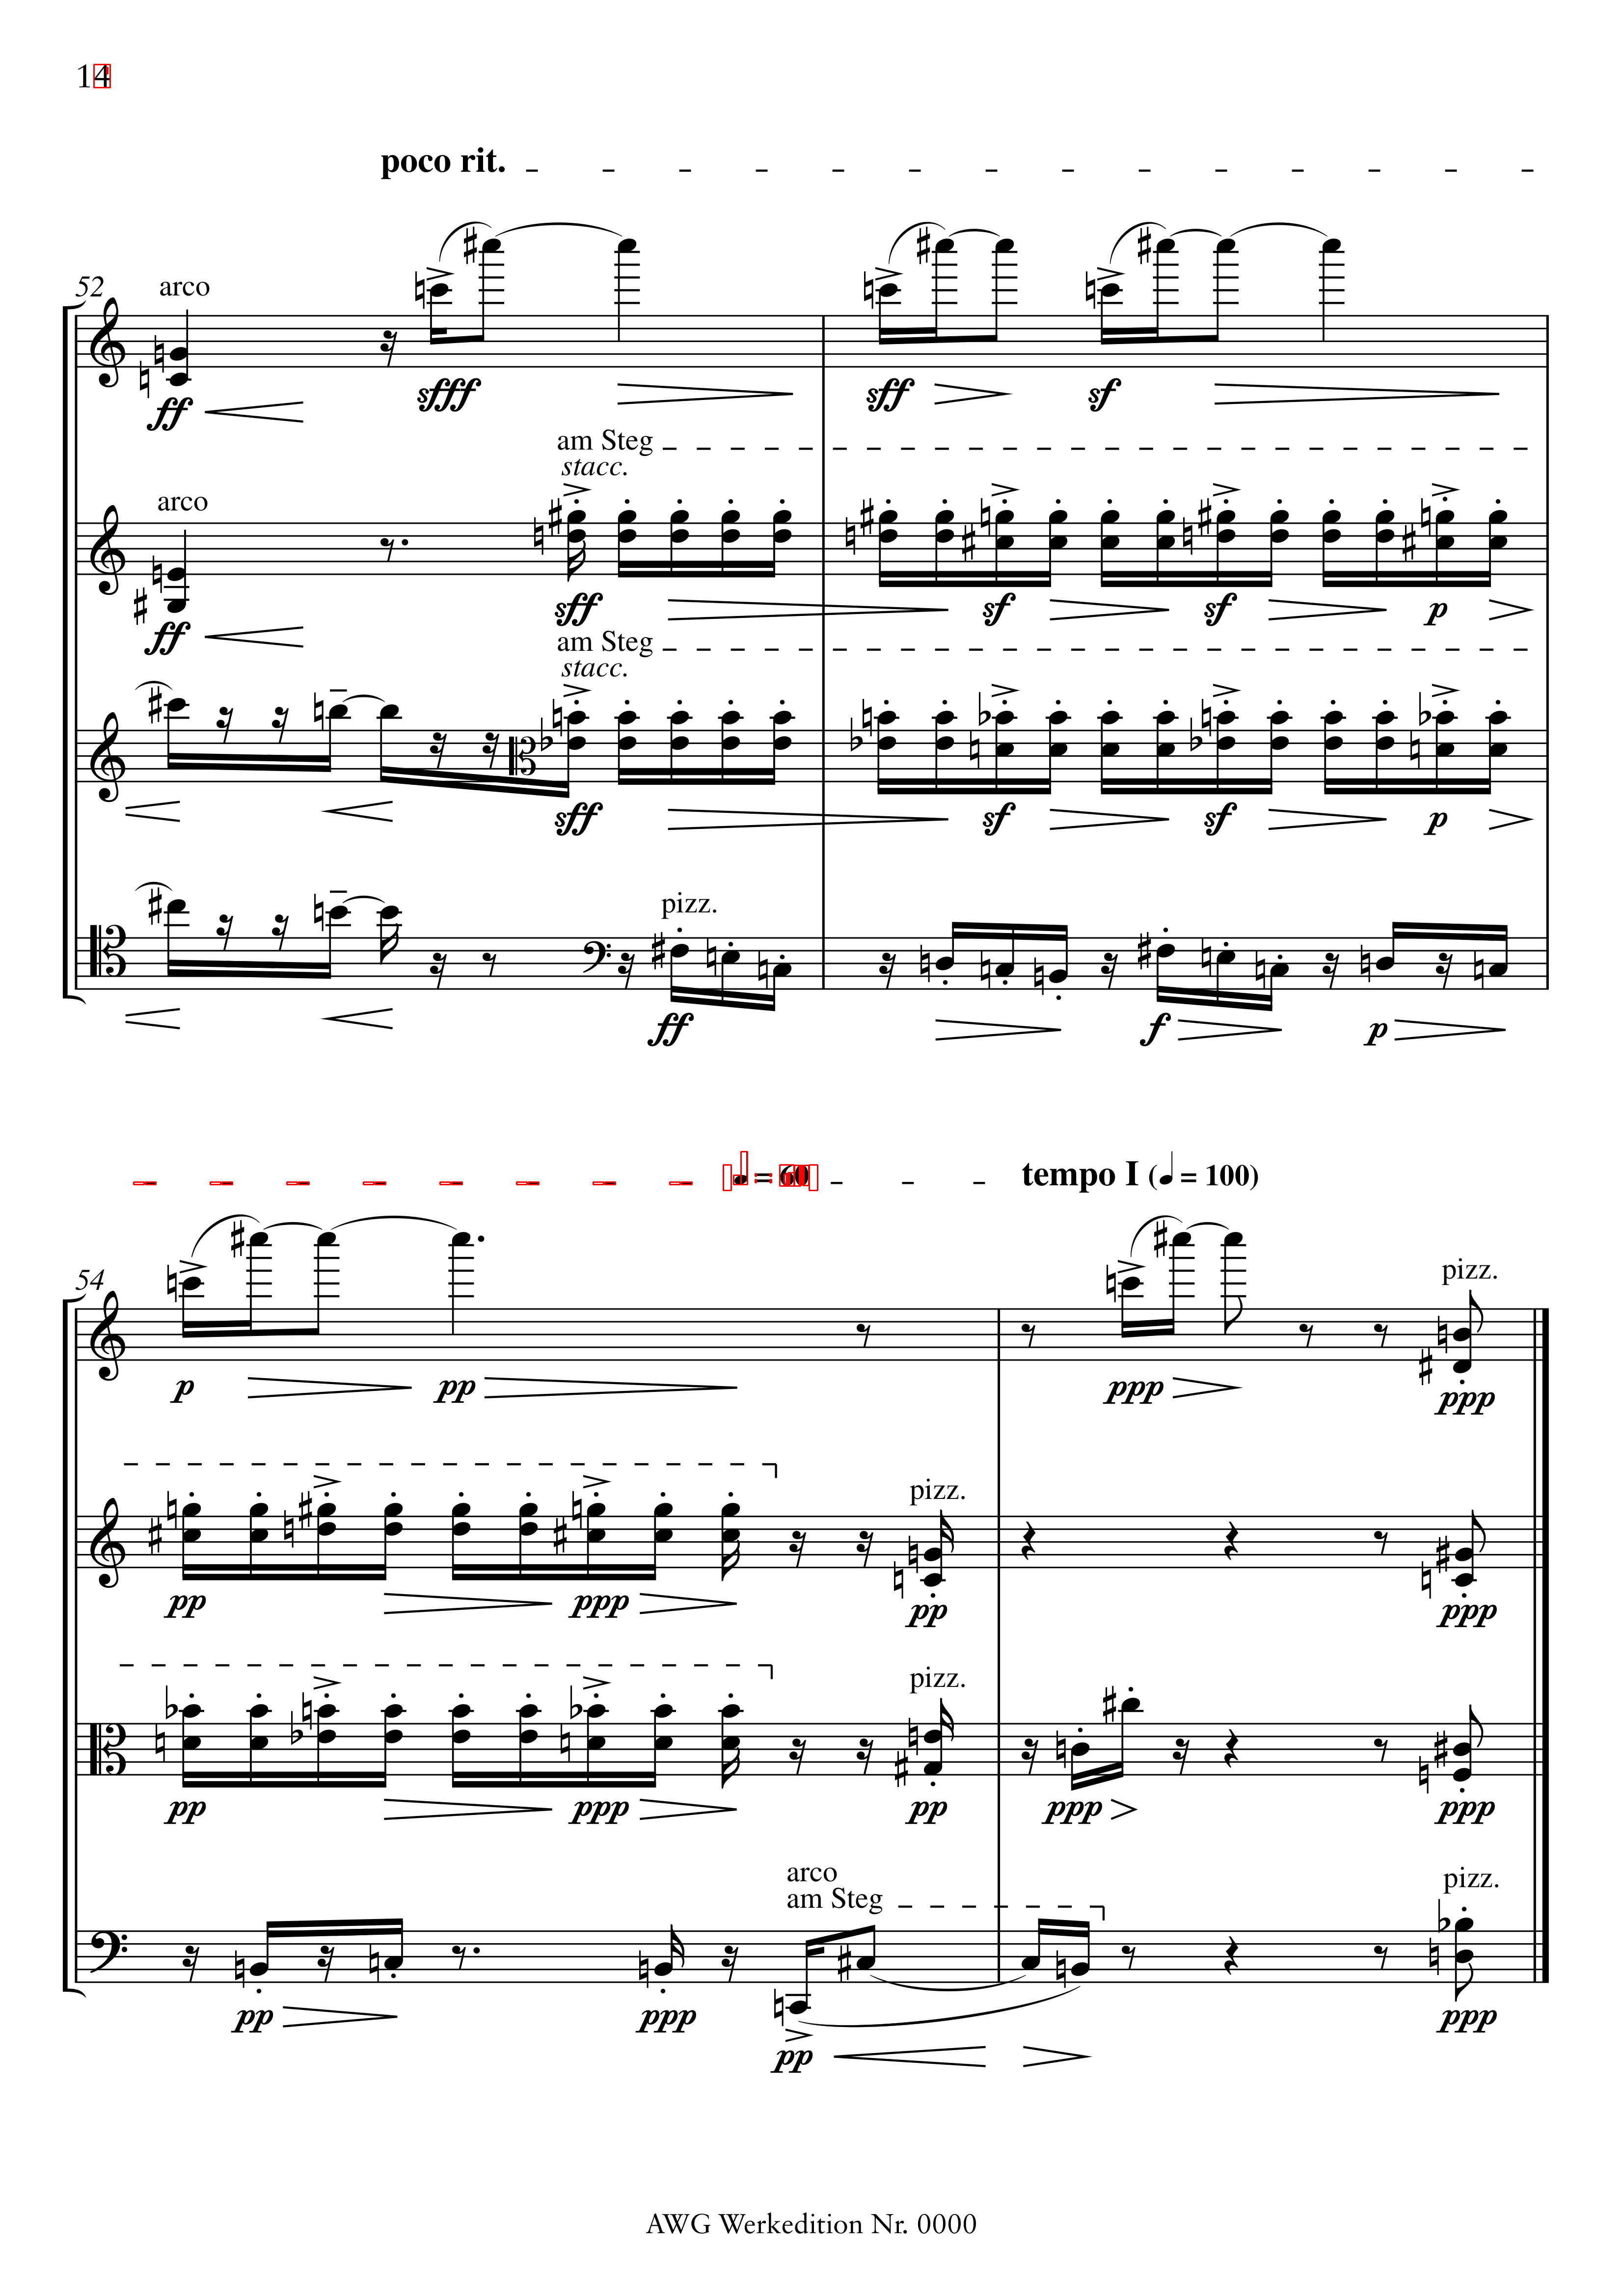 14
poco rit.
52
arco
ff
sfff
sff
sf
am Steg
stacc.
arco
ff
sff
sf
sf
p
am Steg
stacc.
sff
sf
sf
p
pizz.
ff
f
p
= 60
tempo I (♩ = 100)
54
p
pp
ppp
pizz.
ppp
pp
ppp
pizz.
pp
ppp
pp
ppp
pizz.
pp
ppp
ppp
arco
am Steg
pizz.
pp
ppp
pp
ppp
AWG Werkedition Nr. 0000